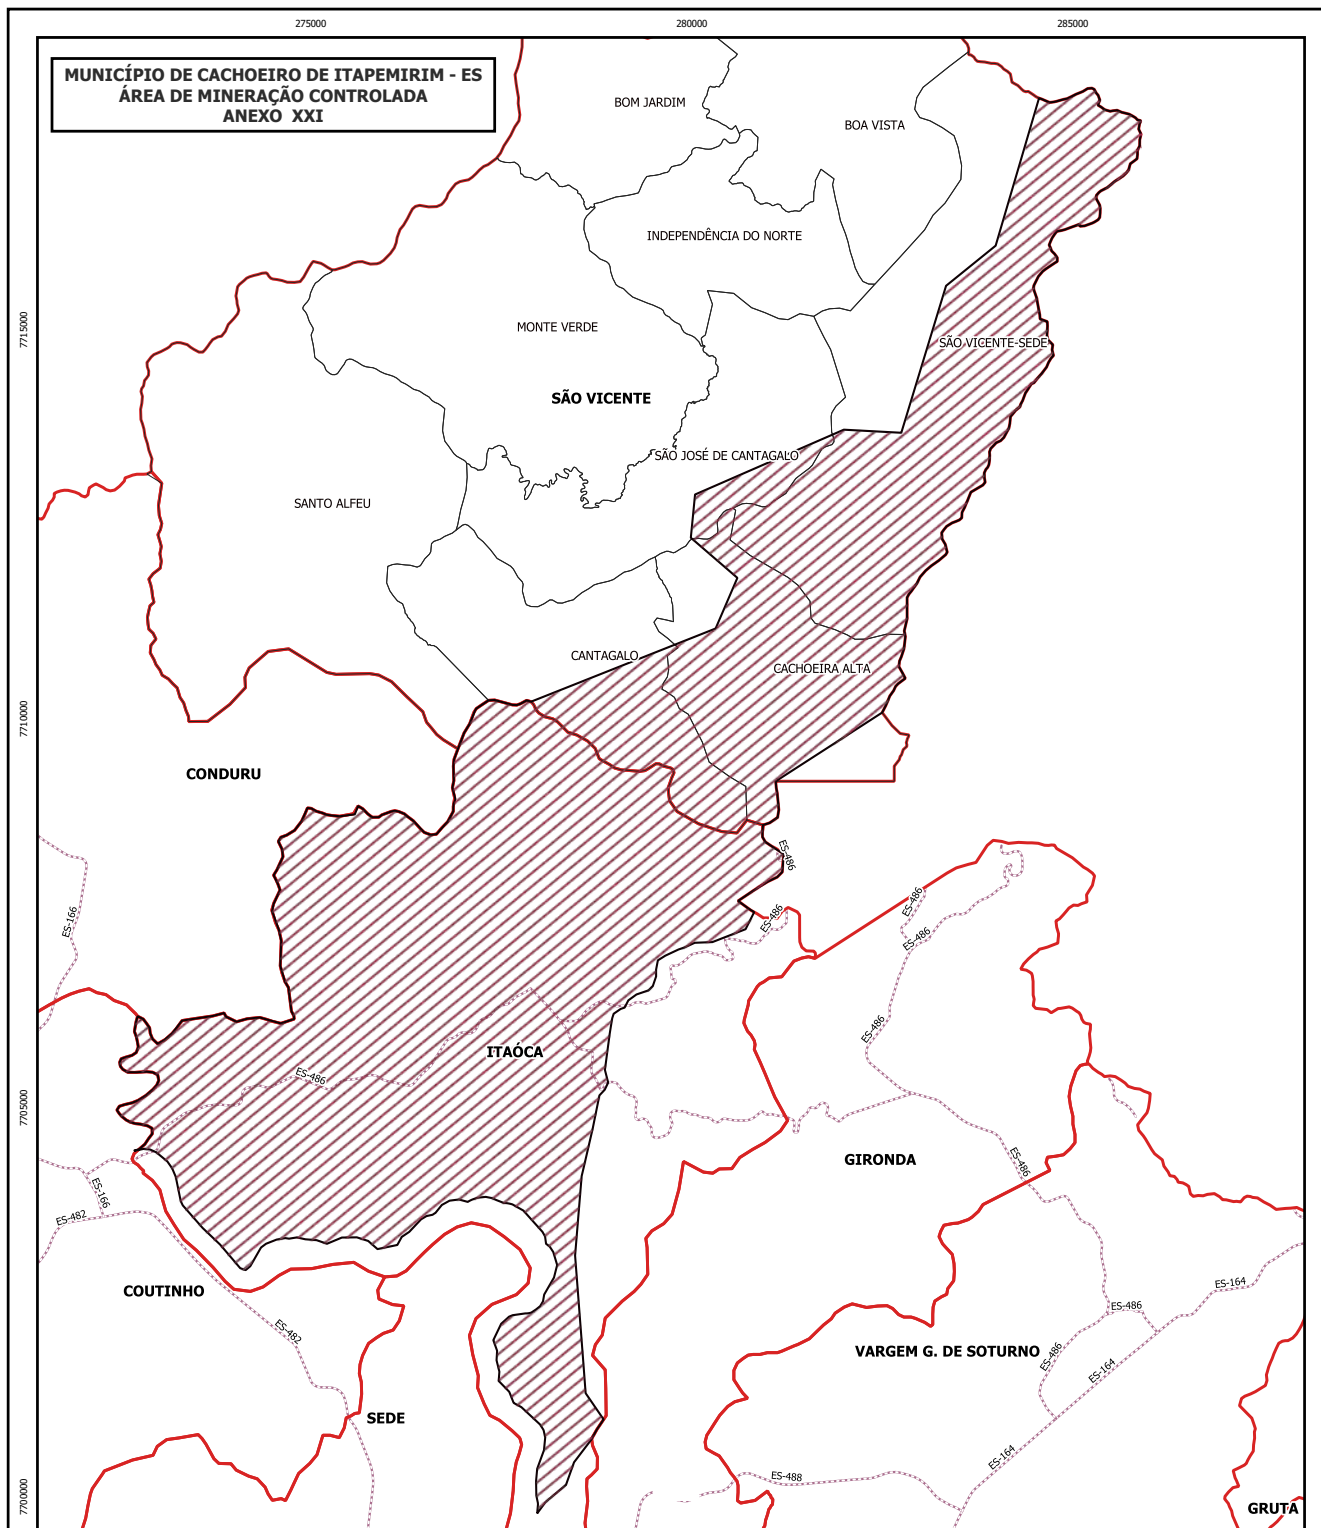 275000
280000
285000
MUNICÍPIO DE CACHOEIRO DE ITAPEMIRIM - ES
ÁREA DE MINERAÇÃO CONTROLADA
ANEXO XXI
BOM JARDIM
BOA VISTA
INDEPENDÊNCIA DO NORTE
7715000
MONTE VERDE
SÃO VICENTE-SEDE
SÃO VICENTE
SÃO JOSÉ DE CANTAGALO
SANTO ALFEU
CANTAGALO
CACHOEIRA ALTA
7710000
CONDURU
ES-486
ES-166
ES-486
ES-486
ES-486
ES-486
ITAÓCA
ES-486
7705000
GIRONDA
ES-486
ES-166
ES-482
COUTINHO
ES-164
ES-486
ES-482
VARGEM G. DE SOTURNO
ES-486
ES-164
SEDE
ES-164
ES-488
7700000
GRUTA